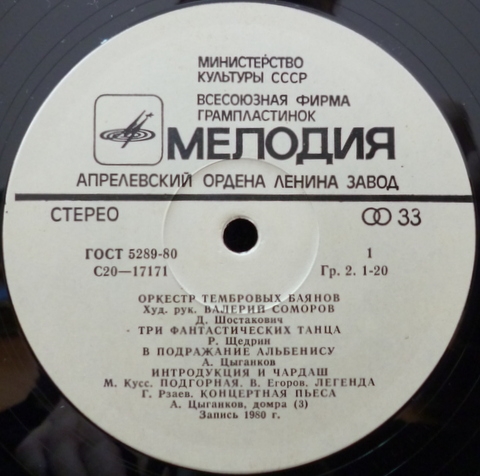 МИНИСТЕРСТВО
КУЛЬТУРЫ СССР
ВСЕСОЮЗНАЯ ФИРМА
ГРАМПЛАСТИНОК
МЕЛОДИЯ
АПРЕЛЕВСКИЙ ОРДЕНА ЛЕНИНА ЗАВОД
СТЕРЕО 33
ГОСТ 5289-80 1
С20—17171 Гр. 2. 1-20
ОРКЕСТР ТЕМБРОВЫХ БАЯНОВ
Худ. рук. ВАЛЕРИЙ СОМОРОВ
Д. Шостакович
ТРИ ФАНТАСТИЧЕСКИХ ТАНЦА
Р. Щедрин
В ПОДРАЖАНИЕ АЛЬБЕНИСУ
А. Цыганков
ИНТРОДУКЦИЯ И ЧАРДАШ
М. Кусс. ПОДГОРНАЯ. В. Егоров. ЛЕГЕНДА
Г. Рзаев. КОНЦЕРТНАЯ ПЬЕСА
А. Цыганков, домра (3)
Запись 1980 г.